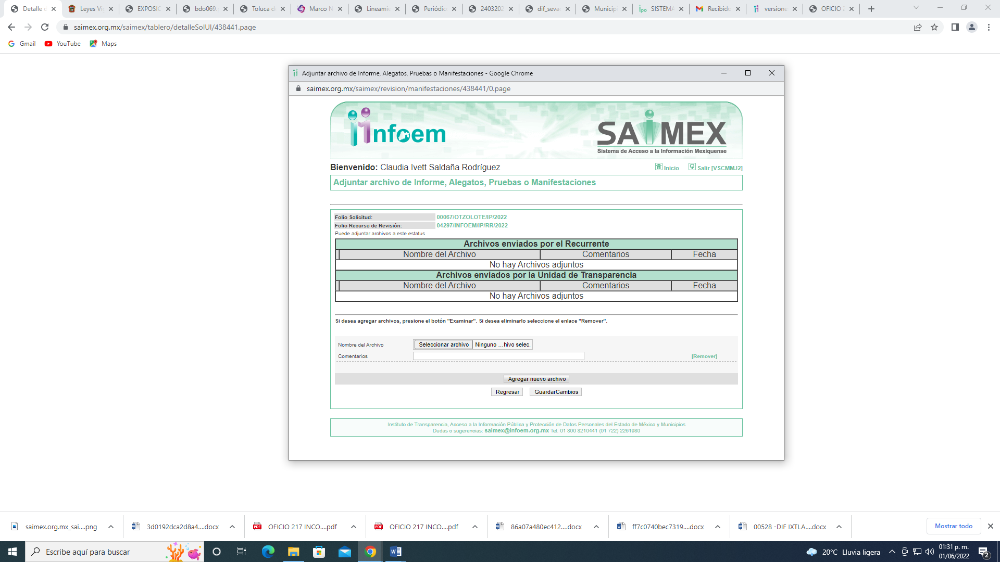 Detalle d
Leyes Vi
EXPOSIC
bdo069.
Toluca d
Marco N
Lineamie
Periódic
2403202
dif_seva
Municip
SISTEMA
Recibido
versione
OFICIO 2
saimex.org.mx/saimex/tablero/detalleSolUI/438441.page
Gmail YouTube Maps
Adjuntar archivo de Informe, Alegatos, Pruebas o Manifestaciones - Google Chrome
saimex.org.mx/saimex/revision/manifestaciones/438441/0.page
infoem
SAIMEX
Sistema de Acceso a la Información Mexiquense
Bienvenido: Claudia Ivett Saldaña Rodríguez
Inicio Salir [VSCMMJ2]
Adjuntar archivo de Informe, Alegatos, Pruebas o Manifestaciones
Folio Solicitud: 00067/OTZOLOTE/IP/2022
Folio Recurso de Revisión: 04297/INFOEM/IP/RR/2022
Puede adjuntar archivos a este estatus
Archivos enviados por el Recurrente
Nombre del Archivo Comentarios Fecha
No hay Archivos adjuntos
Archivos enviados por la Unidad de Transparencia
Nombre del Archivo Comentarios Fecha
No hay Archivos adjuntos
Si desea agregar archivos, presione el botón "Examinar". Si desea eliminarlo seleccione el enlace "Remover".
Nombre del Archivo Seleccionar archivo Ninguno ...hivo selec.
Comentarios [Remover]
Agregar nuevo archivo
Regresar GuardarCambios
Instituto de Transparencia, Acceso a la Información Pública y Protección de Datos Personales del Estado de México y Municipios
Dudas o sugerencias: saimex@infoem.org.mx Tel. 01 800 8210441 (01 722) 2261980
saimex.org.mx_sai....png
3d0192dca2d8a4....docx
OFICIO 217 INCO....pdf
OFICIO 217 INCO....pdf
86a07a480ec412....docx
ff7c0740bec7319....docx
00528 -DIF IXTLA....docx
Mostrar todo
Escribe aquí para buscar
20°C Lluvia ligera
01:31 p. m.
01/06/2022
2